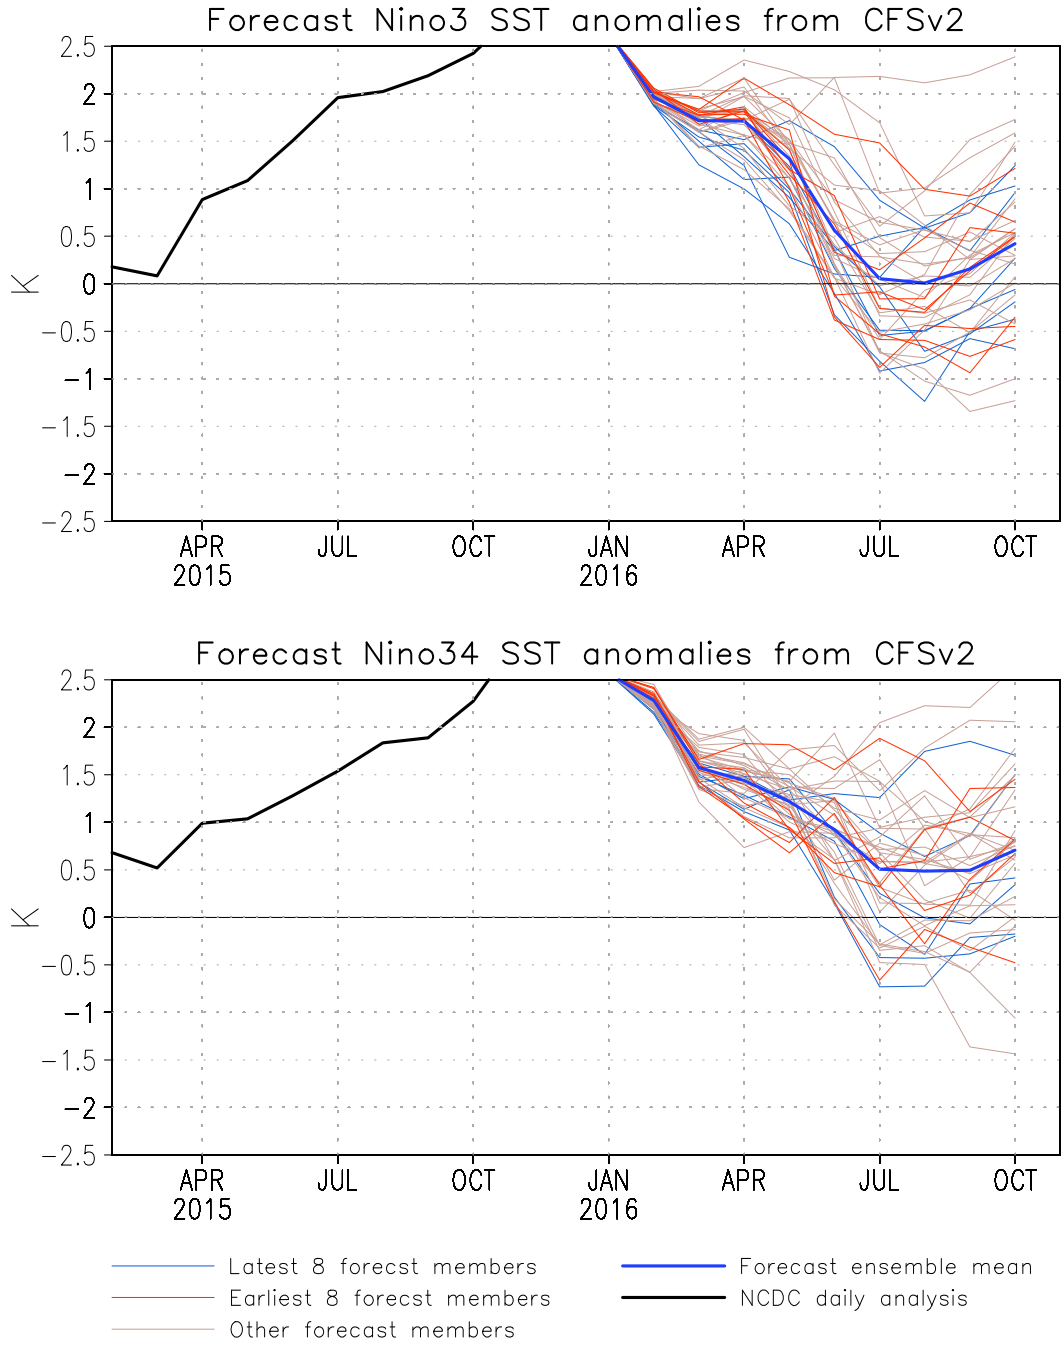 Forecast Nino3 SST anomalies from CFSv2
2.5
2
1.5
1
0.5
0
-0.5
-1
-1.5
-2
-2.5
K
APR JUL OCT JAN APR JUL OCT
2015 2016
Forecast Nino34 SST anomalies from CFSv2
2.5
2
1.5
1
0.5
0
-0.5
-1
-1.5
-2
-2.5
K
APR JUL OCT JAN APR JUL OCT
2015 2016
Latest 8 forecst members Forecast ensemble mean
Earliest 8 forecst members NCDC daily analysis
Other forecast members